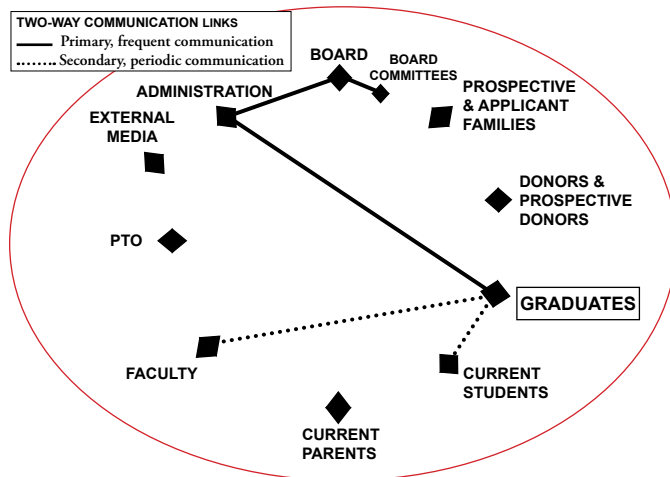 TWO-WAY COMMUNICATION LINKS
Primary, frequent communication
Secondary, periodic communication
BOARD
BOARD
COMMITTEES
ADMINISTRATION
PROSPECTIVE
& APPLICANT
FAMILIES
EXTERNAL
MEDIA
DONORS &
PROSPECTIVE
DONORS
PTO
GRADUATES
FACULTY
CURRENT
STUDENTS
CURRENT
PARENTS